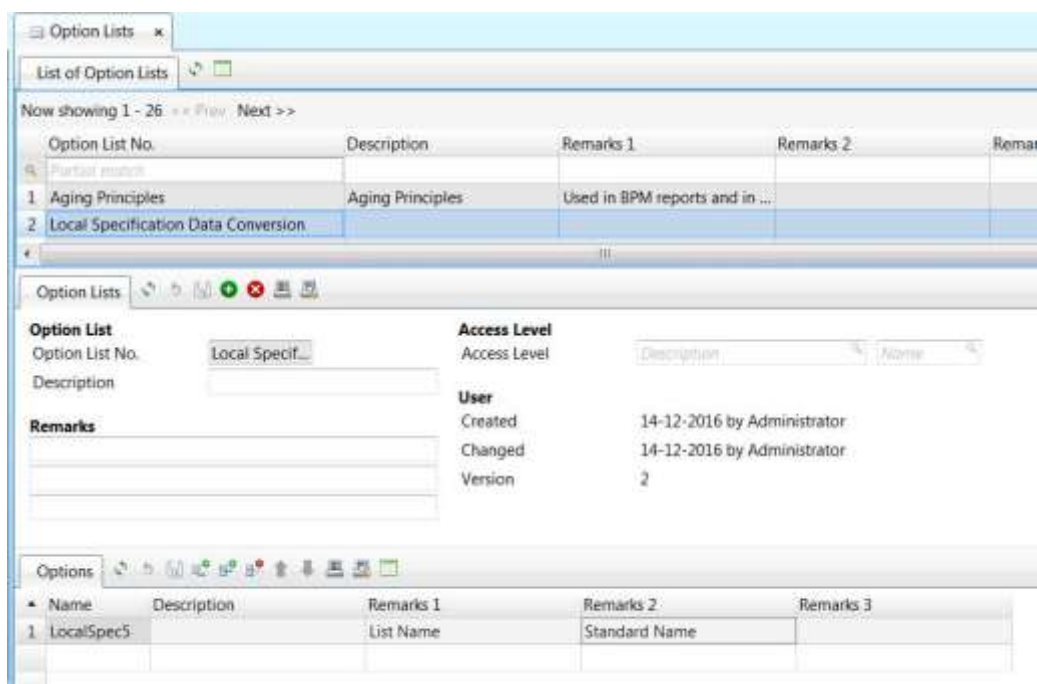 Option Lists
List of Option Lists
Now showing 1 - 26 << Prev Next >>
Option List No. Description Remarks 1 Remarks 2 Remar
Partial match
1 Aging Principles Aging Principles Used in BPM reports and in ...
2 Local Specification Data Conversion
Option Lists
Option List Access Level
Option List No. Local Specif... Access Level Description Name
Description
User
Remarks Created 14-12-2016 by Administrator
Changed 14-12-2016 by Administrator
Version 2
Options
Name Description Remarks 1 Remarks 2 Remarks 3
1 LocalSpec5 List Name Standard Name